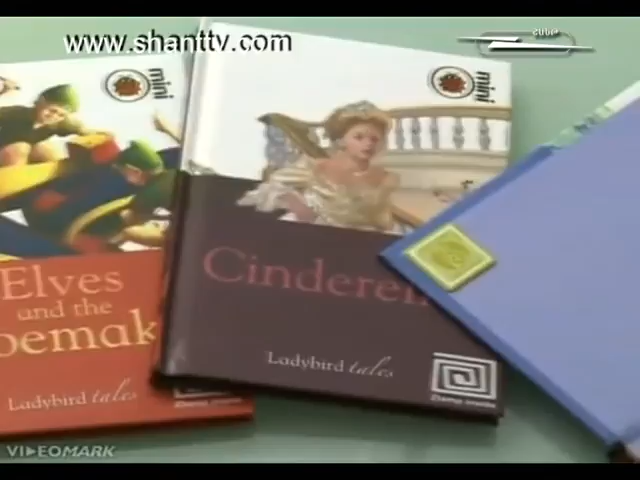 www.shanttv.com
mini
mini
Elves
and the
oemak
Ladybird tales
Cinderel
Ladybird tales
VIDEOMARK